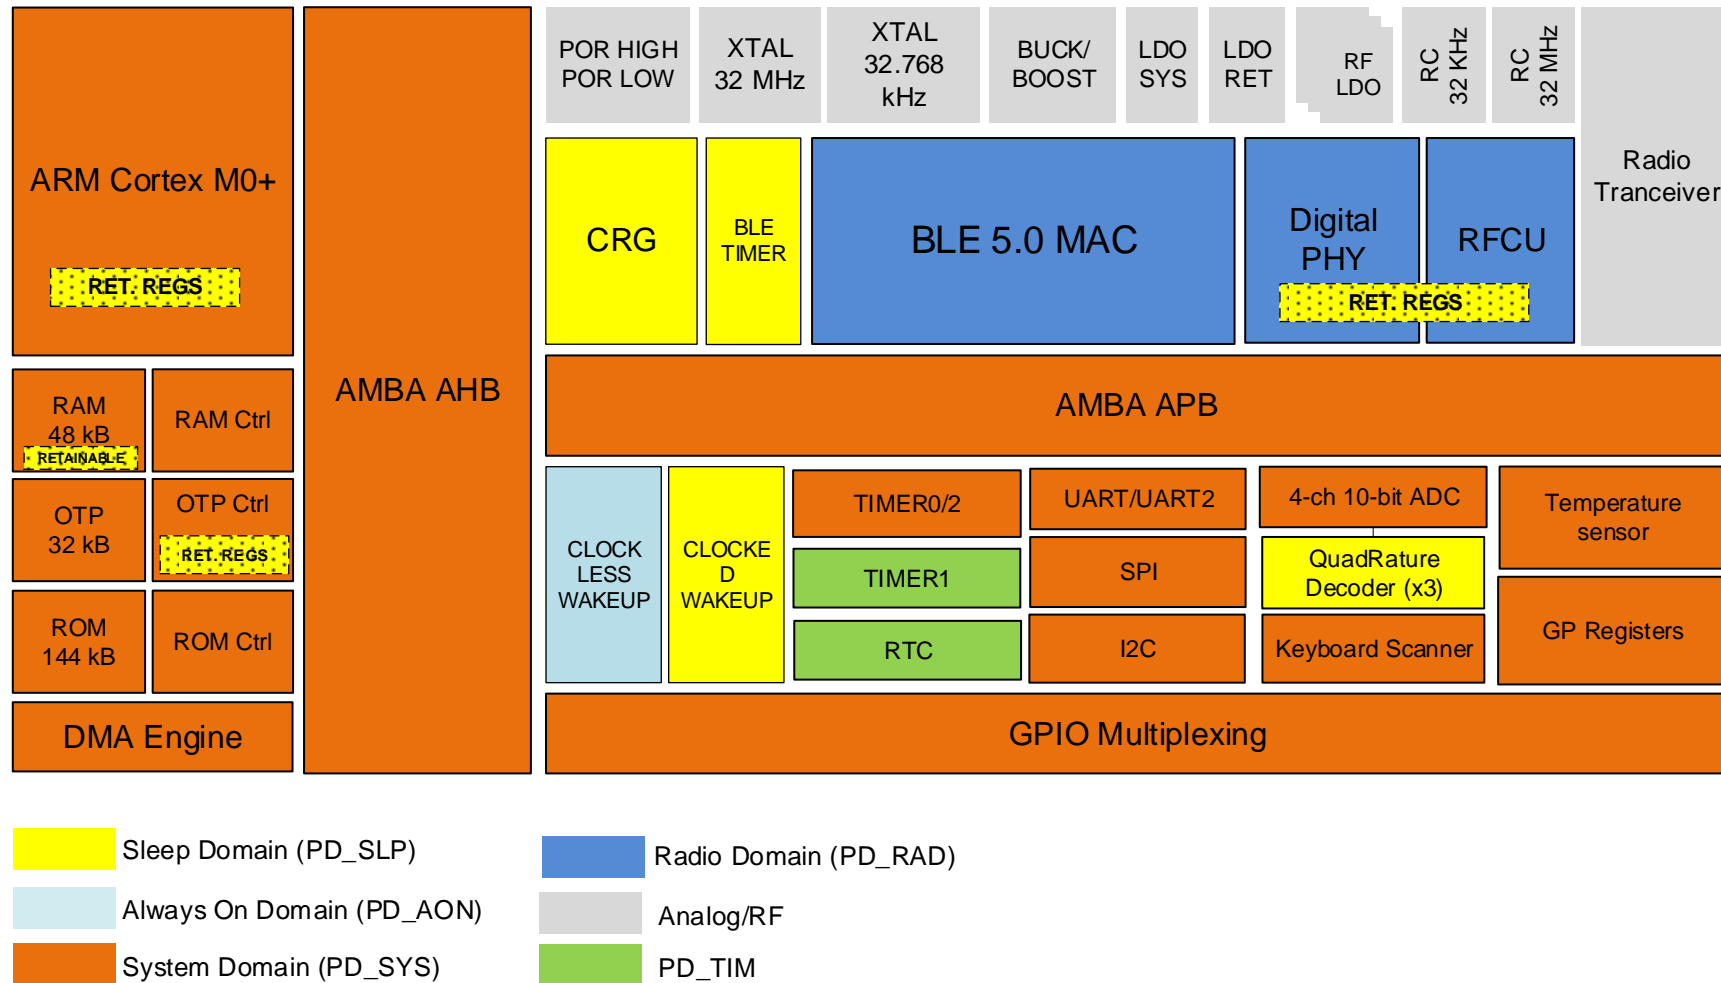 ARM Cortex M0+
RET. REGS
RAM
48 kB
RETAINABLE
RAM Ctrl
OTP
32 kB
OTP Ctrl
RET. REGS
ROM
144 kB
ROM Ctrl
DMA Engine
AMBA AHB
POR HIGH
POR LOW
XTAL
32 MHz
XTAL
32.768
kHz
BUCK/
BOOST
LDO
SYS
LDO
RET
RF
LDO
RC
32 KHz
RC
32 MHz
Radio
Tranceiver
CRG
BLE
TIMER
BLE 5.0 MAC
Digital
PHY
RFCU
RET. REGS
AMBA APB
CLOCK
LESS
WAKEUP
CLOCKE
D
WAKEUP
TIMER0/2
TIMER1
RTC
UART/UART2
SPI
I2C
4-ch 10-bit ADC
QuadRature
Decoder (x3)
Keyboard Scanner
Temperature
sensor
GP Registers
GPIO Multiplexing
Sleep Domain (PD_SLP)
Always On Domain (PD_AON)
System Domain (PD_SYS)
Radio Domain (PD_RAD)
Analog/RF
PD_TIM